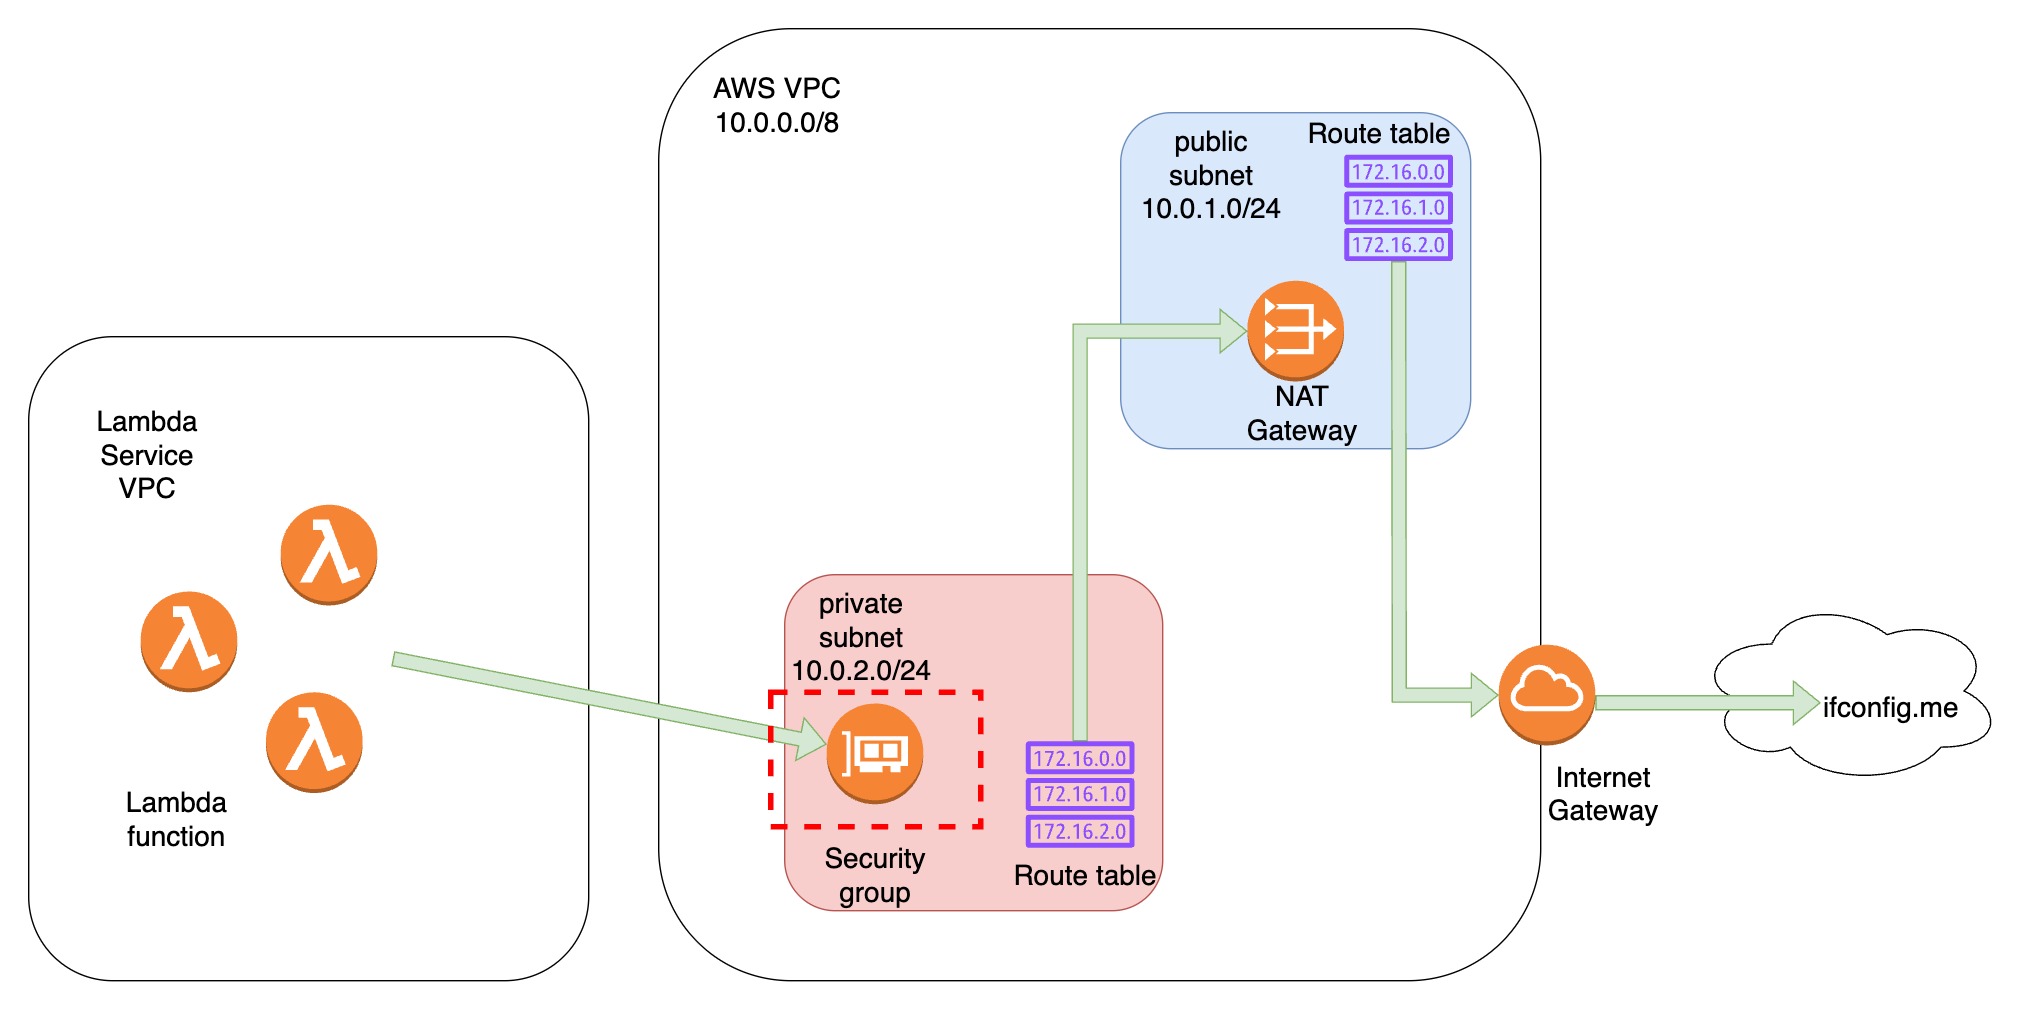 AWS VPC
10.0.0.0/8
public
subnet
10.0.1.0/24
Route table
172.16.0.0
172.16.1.0
172.16.2.0
NAT
Gateway
Lambda
Service
VPC
Lambda
function
private
subnet
10.0.2.0/24
Security
group
172.16.0.0
172.16.1.0
172.16.2.0
Route table
Internet
Gateway
ifconfig.me